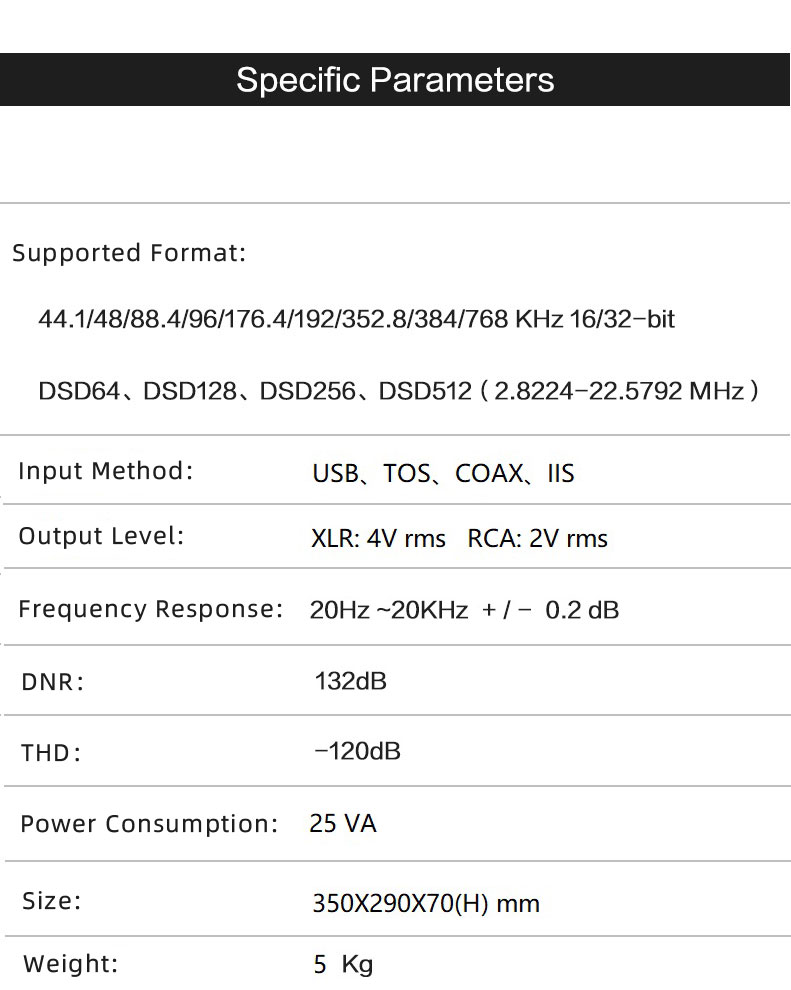 Specific Parameters
Supported Format:
44.1/48/88.4/96/176.4/192/352.8/384/768 KHz 16/32-bit
DSD64、DSD128、DSD256、DSD512 ( 2.8224-22.5792 MHz )
Input Method: USB、TOS、COAX、IIS
Output Level: XLR: 4V rms RCA: 2V rms
Frequency Response: 20Hz ~20KHz + / - 0.2 dB
DNR: 132dB
THD: -120dB
Power Consumption: 25 VA
Size: 350X290X70(H) mm
Weight: 5 Kg